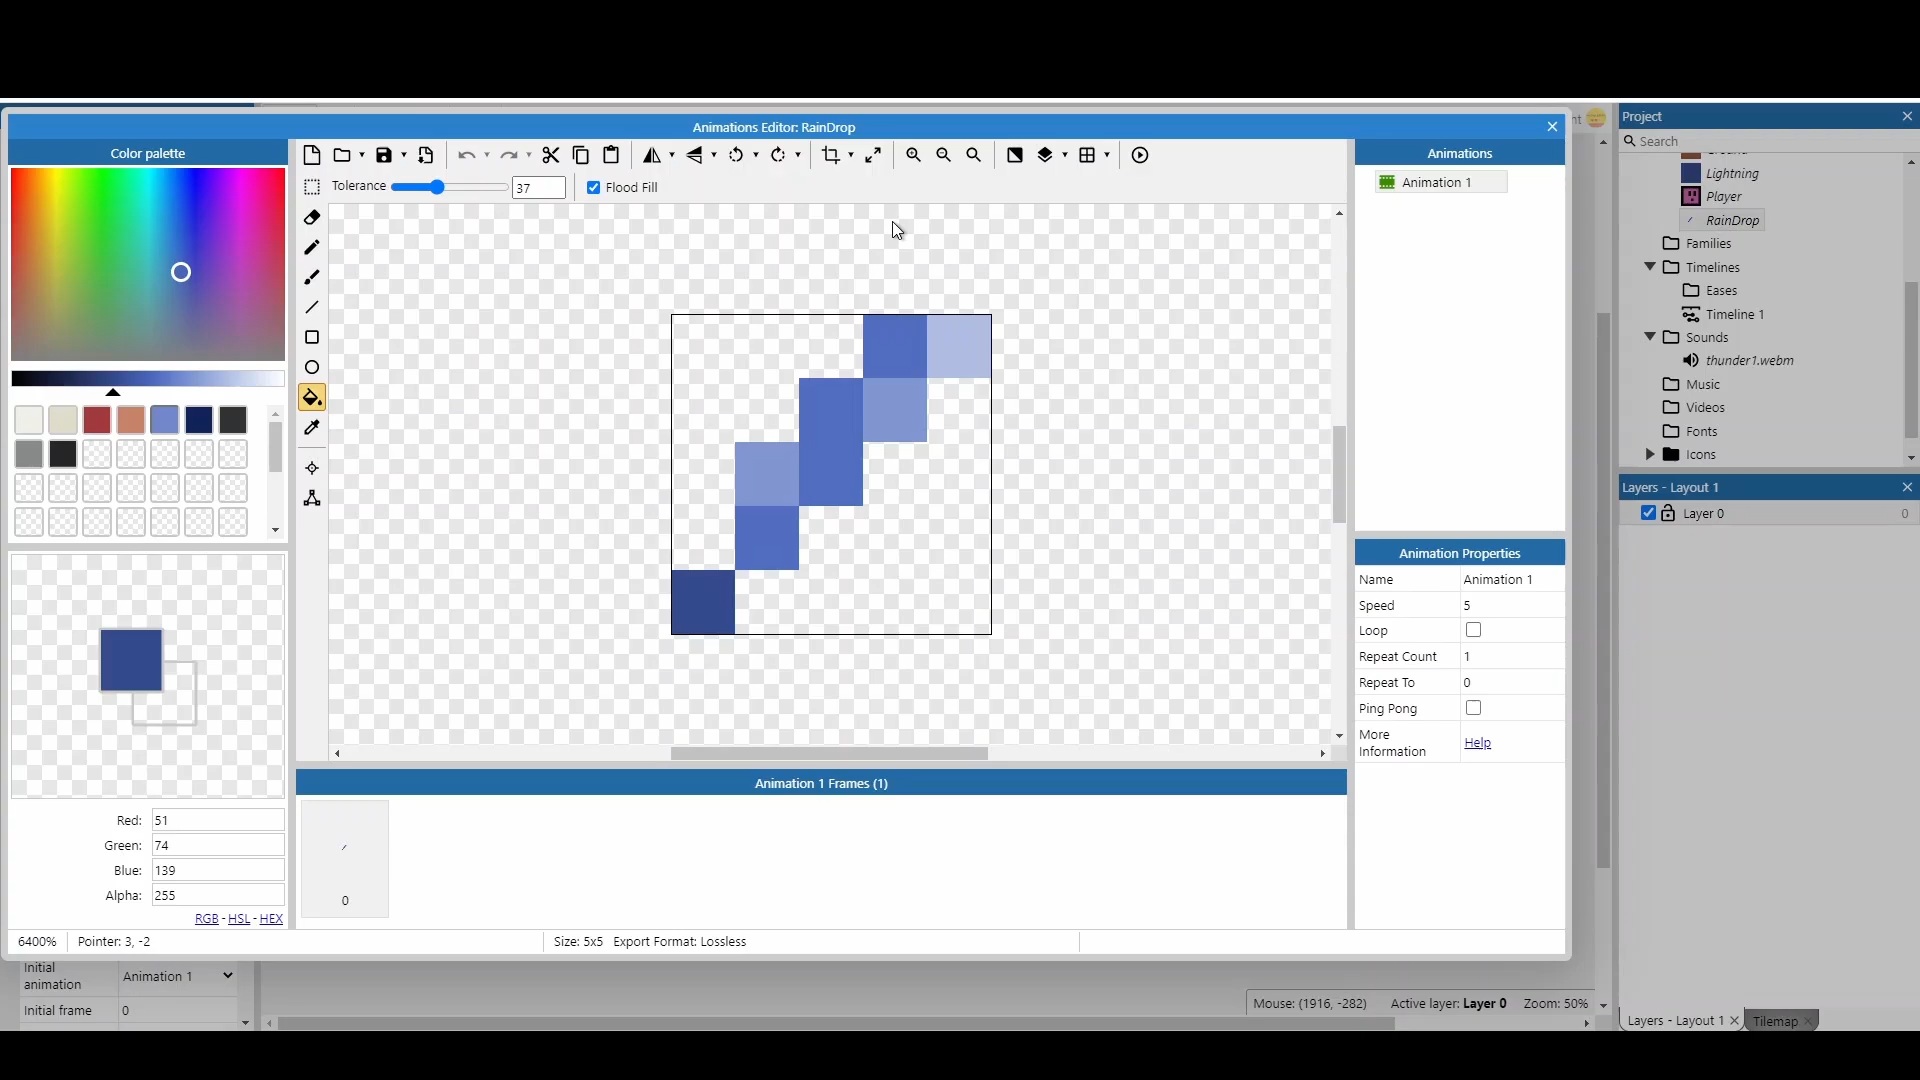 Animations Editor: RainDrop
Color palette
Tolerance 37 Flood Fill
Red: 51
Green: 74
Blue: 139
Alpha: 255
RGB - HSL - HEX
Animation 1 Frames (1)
0
6400% Pointer: 3, -2 Size: 5x5 Export Format: Lossless
Animations
Animation 1
Animation Properties
Name Animation 1
Speed 5
Loop
Repeat Count 1
Repeat To 0
Ping Pong
More
Information Help
Project
Search
Lightning
Player
RainDrop
Families
Timelines
Eases
Timeline 1
Sounds
thunder1.webm
Music
Videos
Fonts
Icons
Layers - Layout 1
Layer 0 0
Initial
animation Animation 1
Initial frame 0
Mouse: (1916, -282) Active layer: Layer 0 Zoom: 50%
Layers - Layout 1 Tilemap